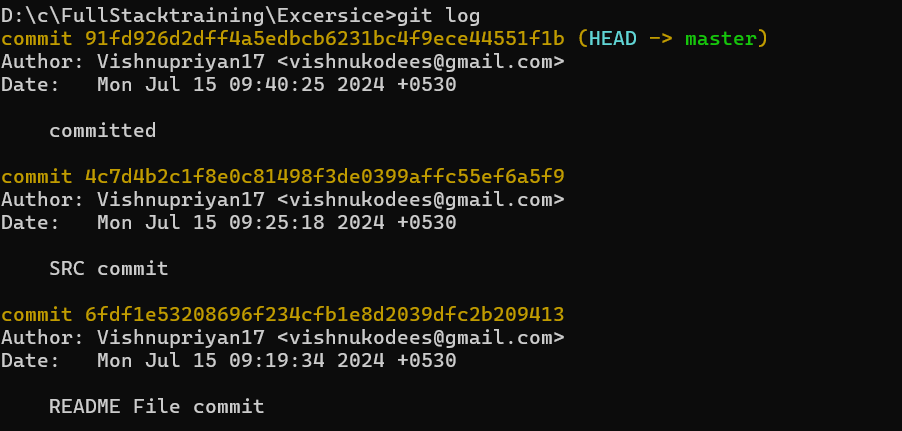 D:\c\FullStacktraining\Excersice>git log
commit 91fd926d2dff4a5edbcb6231bc4f9ece44551f1b (HEAD -> master)
Author: Vishnupriyan17 <vishnukodees@gmail.com>
Date:   Mon Jul 15 09:40:25 2024 +0530
committed
commit 4c7d4b2c1f8e0c81498f3de0399affc55ef6a5f9
Author: Vishnupriyan17 <vishnukodees@gmail.com>
Date:   Mon Jul 15 09:25:18 2024 +0530
SRC commit
commit 6fdf1e53208696f234cfb1e8d2039dfc2b209413
Author: Vishnupriyan17 <vishnukodees@gmail.com>
Date:   Mon Jul 15 09:19:34 2024 +0530
README File commit